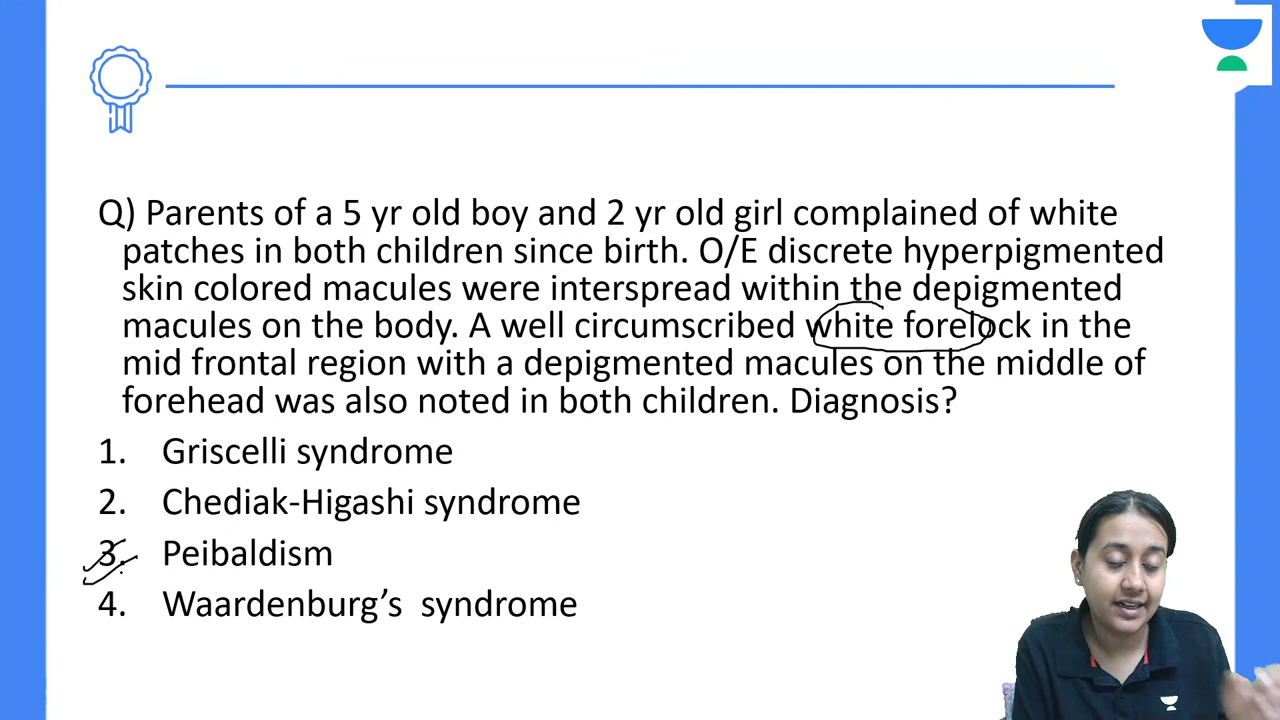 Q) Parents of a 5 yr old boy and 2 yr old girl complained of white
patches in both children since birth. O/E discrete hyperpigmented
skin colored macules were interspread within the depigmented
macules on the body. A well circumscribed white forelock in the
mid frontal region with a depigmented macules on the middle of
forehead was also noted in both children. Diagnosis?
1. Griscelli syndrome
2. Chediak-Higashi syndrome
3. Peibaldism
4. Waardenburg’s syndrome